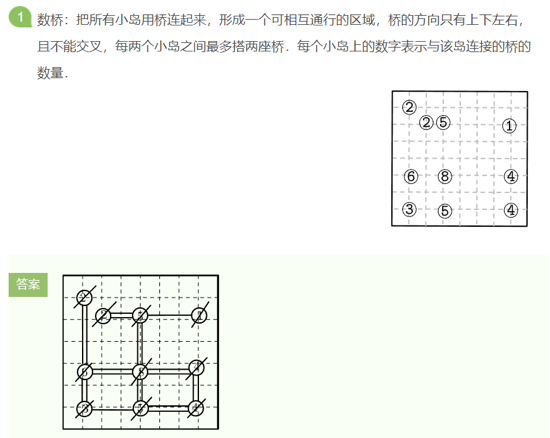 1 数桥：把所有小岛用桥连起来，形成一个可相互通行的区域，桥的方向只有上下左右，
且不能交叉，每两个小岛之间最多搭两座桥．每个小岛上的数字表示与该岛连接的桥的
数量．
②
②⑤ ①
⑥ ⑧ ④
③ ⑤ ④
答案